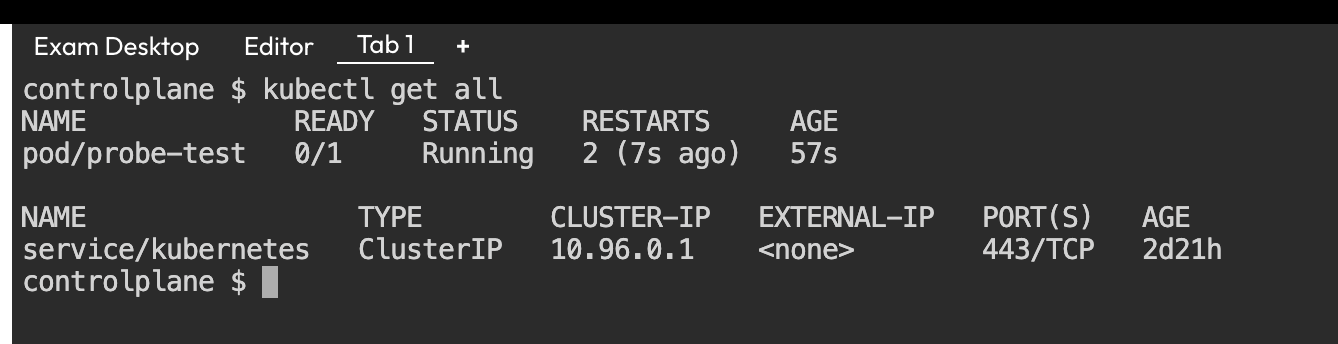 Exam Desktop Editor Tab 1 +
controlplane $ kubectl get all
NAME READY STATUS RESTARTS AGE
pod/probe-test 0/1 Running 2 (7s ago) 57s
NAME TYPE CLUSTER-IP EXTERNAL-IP PORT(S) AGE
service/kubernetes ClusterIP 10.96.0.1 <none> 443/TCP 2d21h
controlplane $